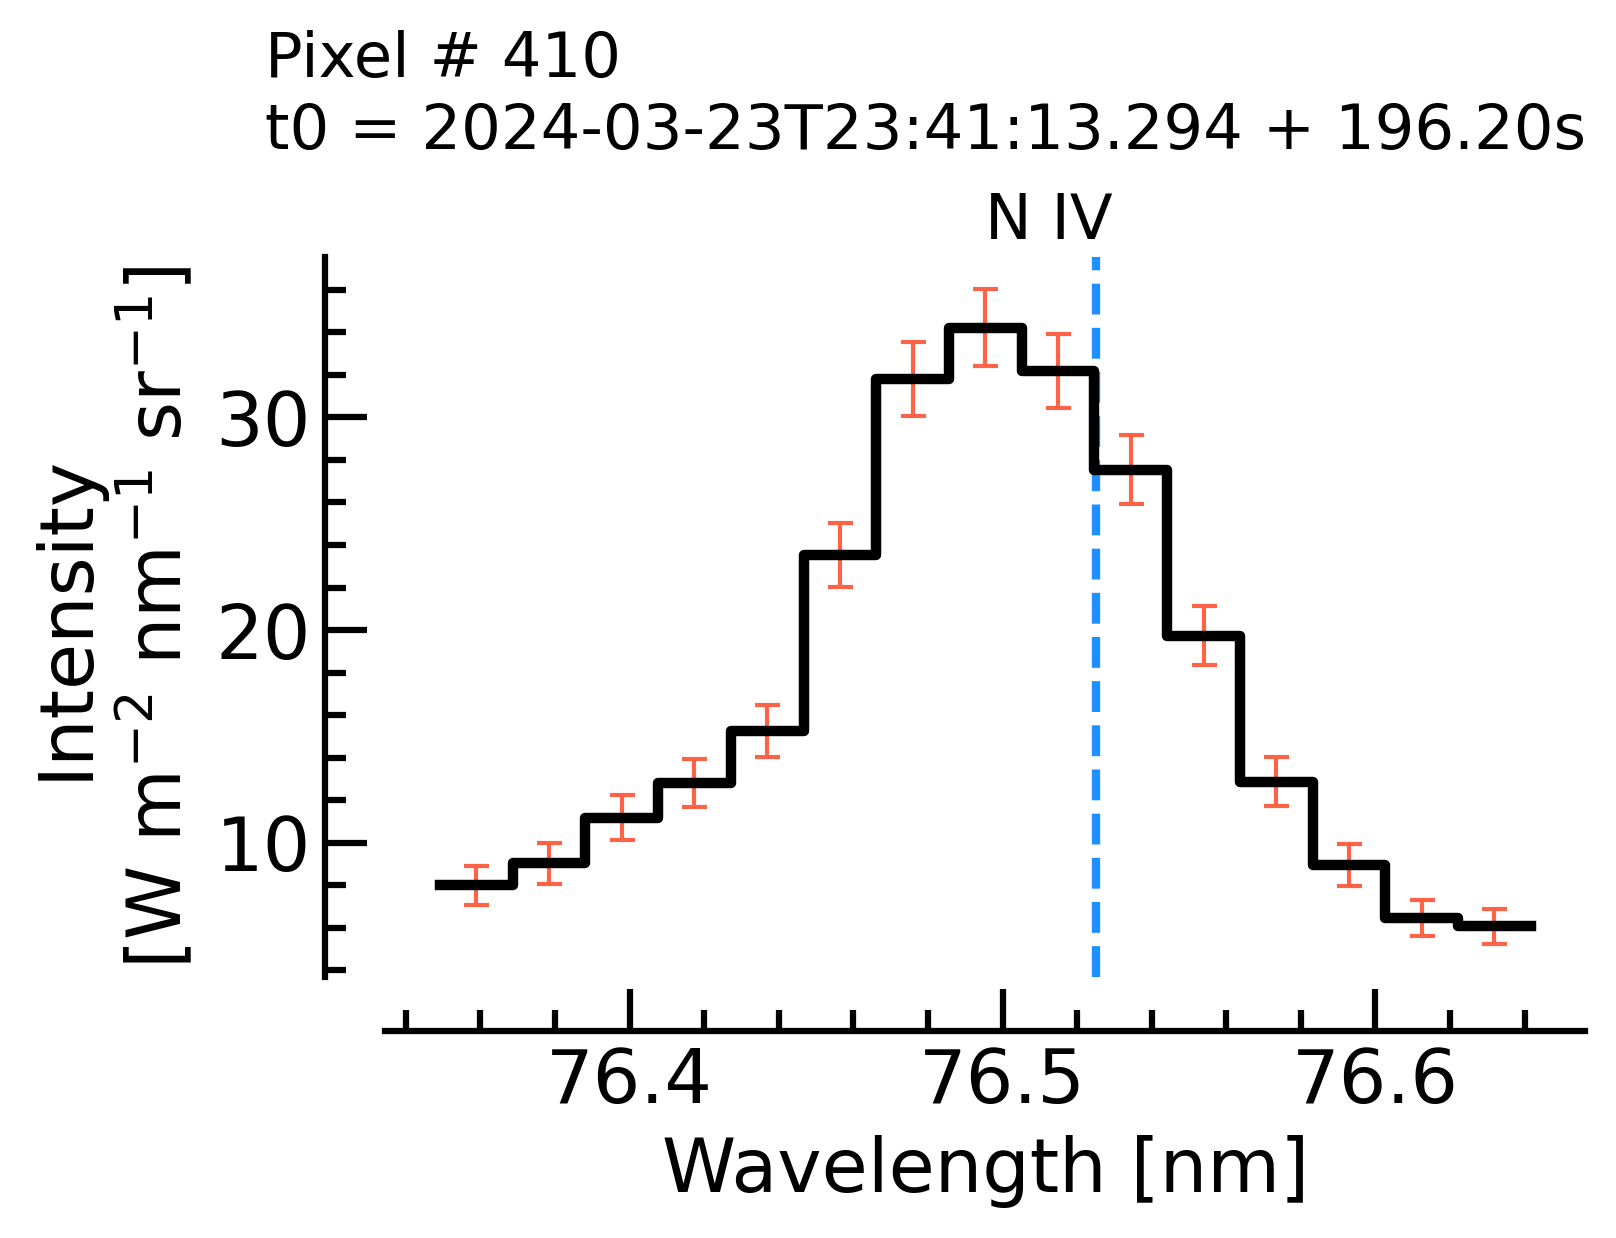 Pixel # 410
t0 = 2024-03-23T23:41:13.294 + 196.20s
N IV
Intensity
[W m⁻² nm⁻¹ sr⁻¹]
30
20
10
76.4 76.5 76.6
Wavelength [nm]